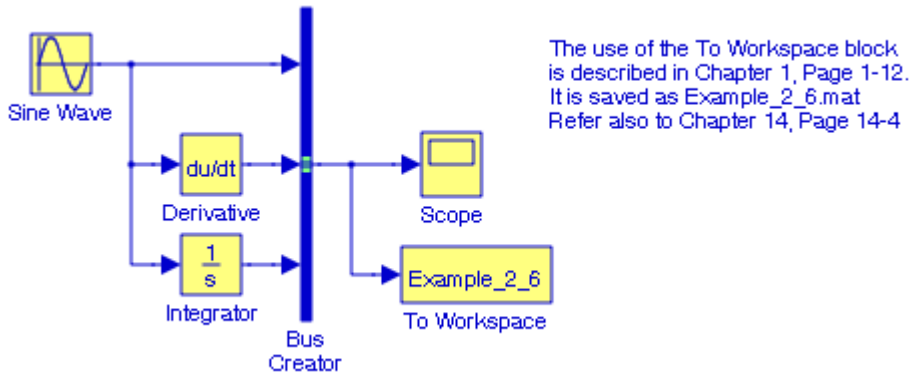 The use of the To Workspace block
is described in Chapter 1, Page 1-12.
It is saved as Example_2_6.mat
Refer also to Chapter 14, Page 14-4
Sine Wave
du/dt
Derivative
1
s
Integrator
Bus
Creator
Scope
Example_2_6
To Workspace